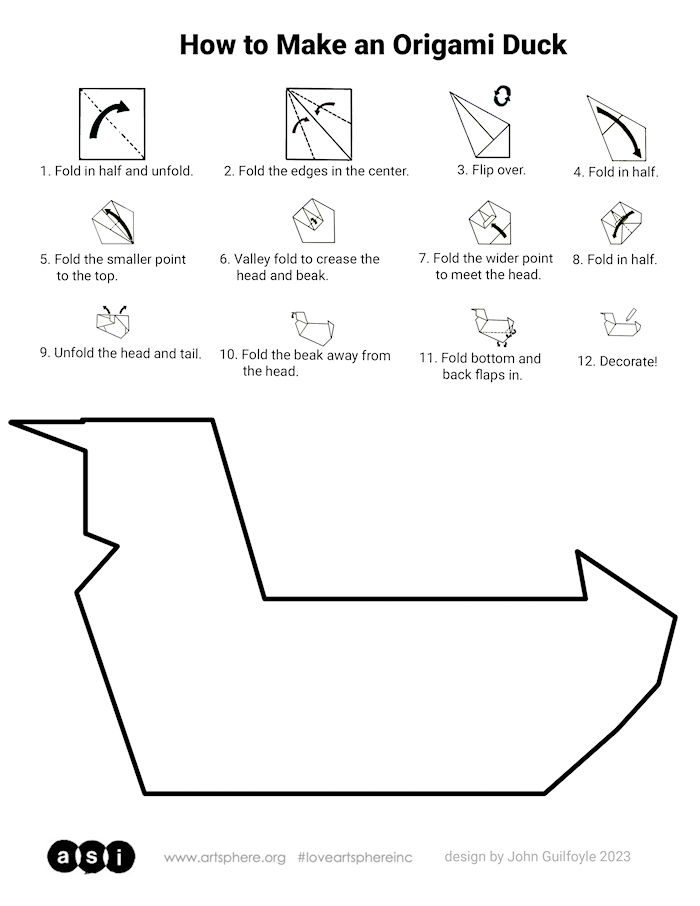 How to Make an Origami Duck
1. Fold in half and unfold.
2. Fold the edges in the center.
3. Flip over.
4. Fold in half.
5. Fold the smaller point
to the top.
6. Valley fold to crease the
head and beak.
7. Fold the wider point
to meet the head.
8. Fold in half.
9. Unfold the head and tail.
10. Fold the beak away from
the head.
11. Fold bottom and
back flaps in.
12. Decorate!
asi
www.artsphere.org #loveartsphereinc
design by John Guilfoyle 2023